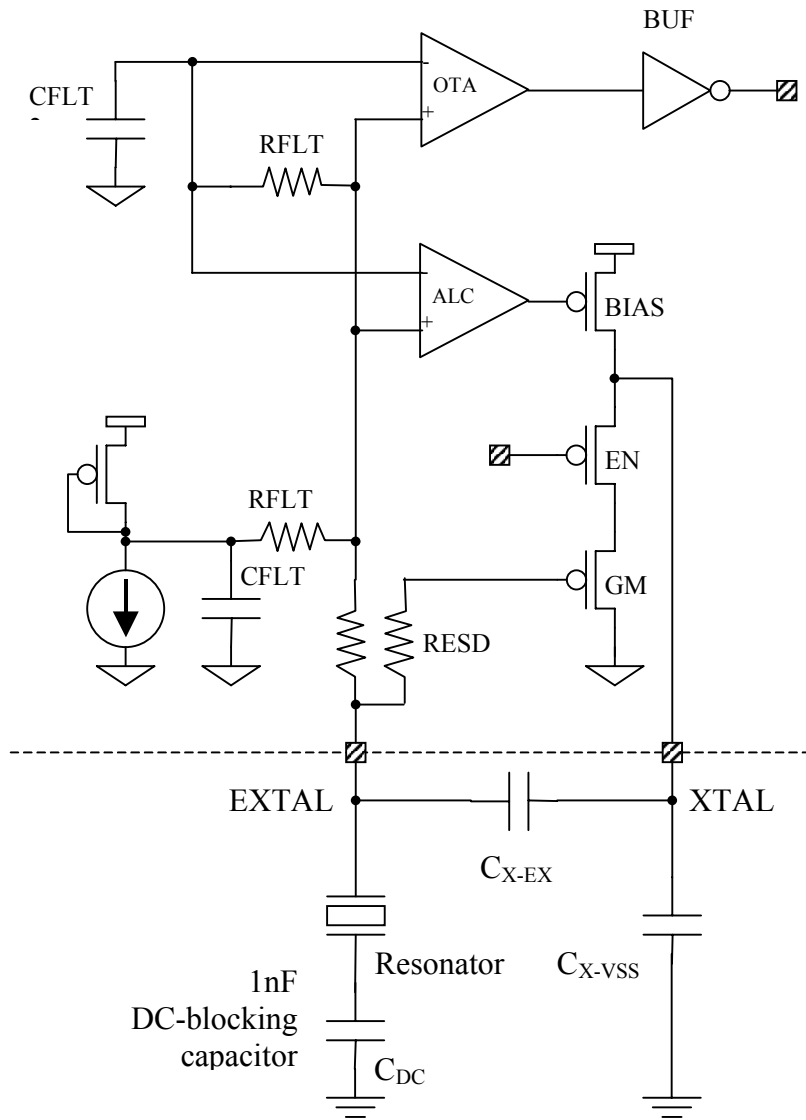 BUF
CFLT
-
OTA
+
RFLT
-
ALC
+
BIAS
EN
RFLT
CFLT
GM
RESD
EXTAL
XTAL
CX-EX
Resonator
CX-VSS
1nF
DC-blocking
capacitor
CDC